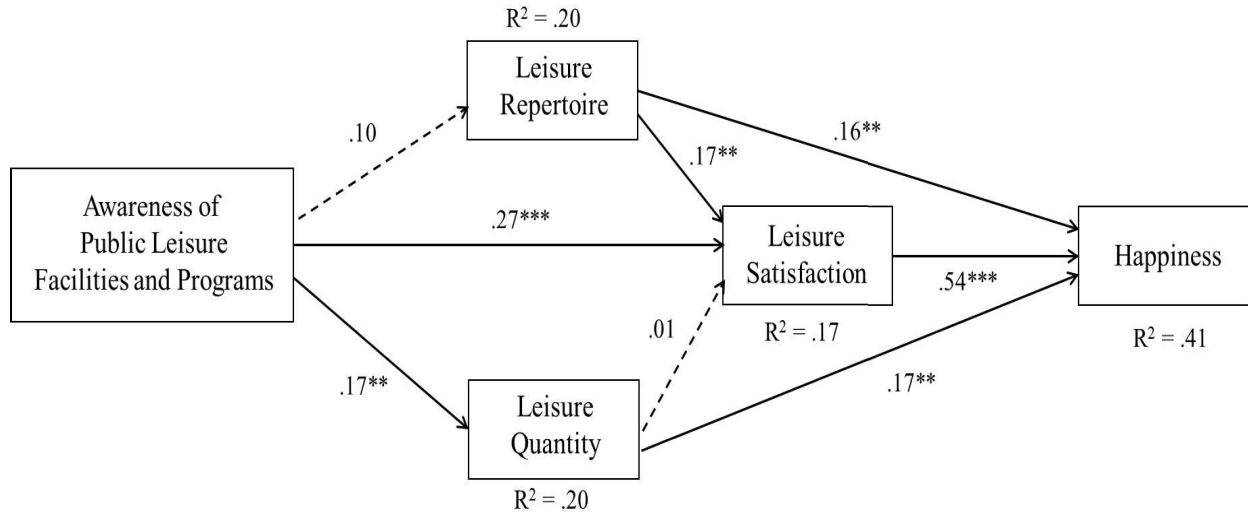 R² = .20
Leisure
Repertoire
.10
.16**
.17**
Awareness of
Public Leisure
Facilities and Programs
.27***
Leisure
Satisfaction
Happiness
.54***
.01
R² = .17
R² = .41
.17**
.17**
Leisure
Quantity
R² = .20